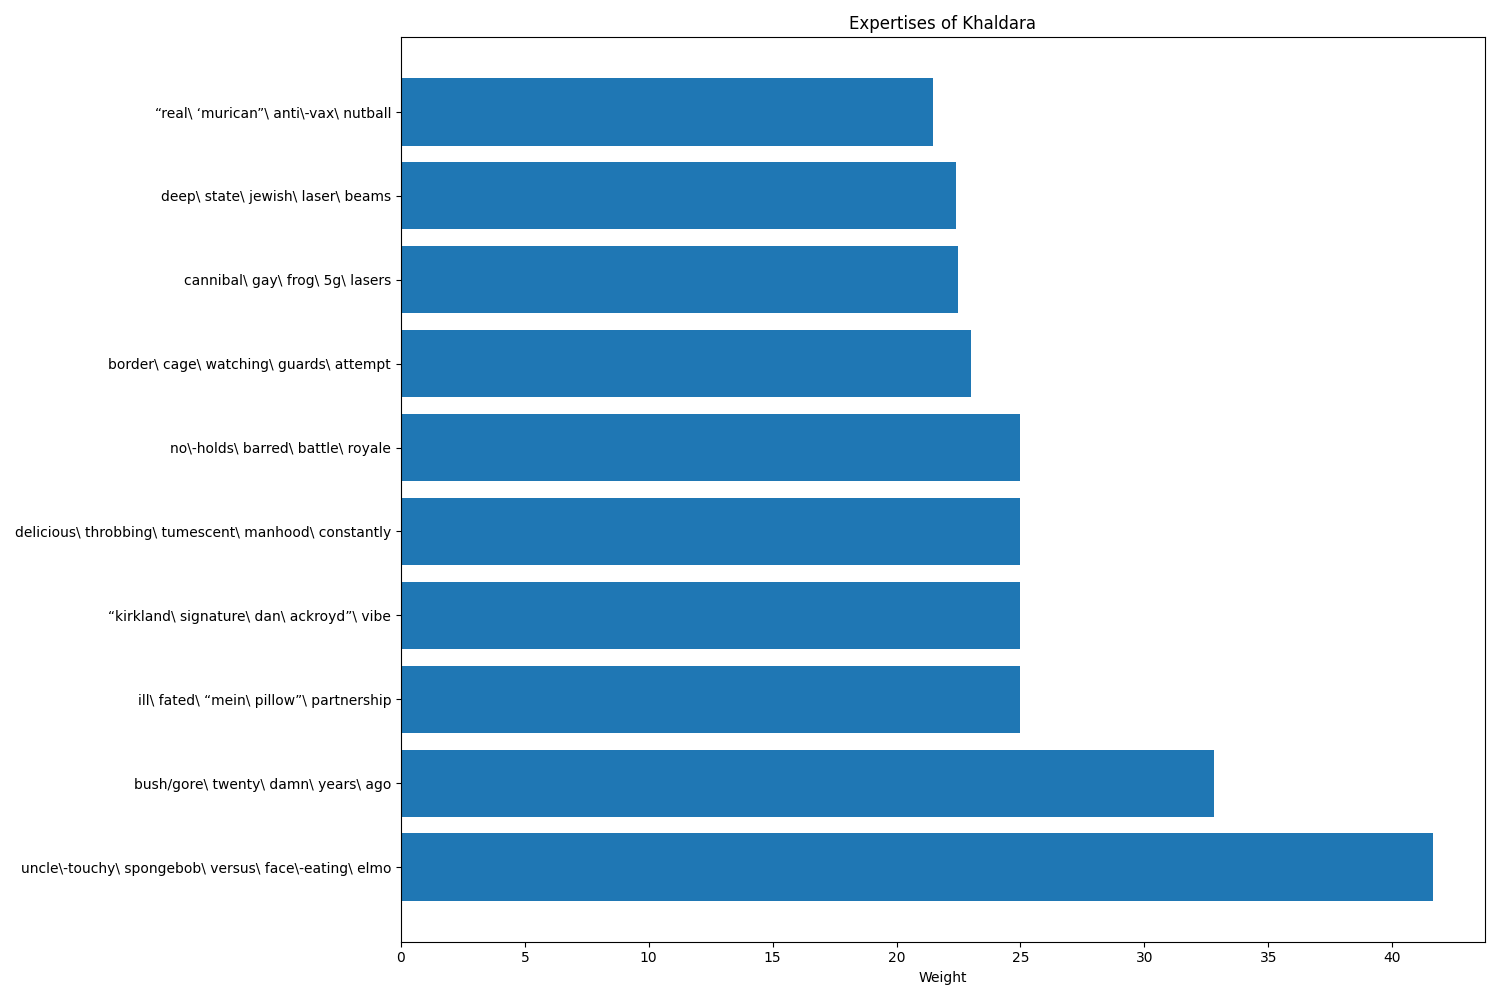 Expertises of Khaldara
“real\ ‘murican”\ anti\-vax\ nutball
deep\ state\ jewish\ laser\ beams
cannibal\ gay\ frog\ 5g\ lasers
border\ cage\ watching\ guards\ attempt
no\-holds\ barred\ battle\ royale
delicious\ throbbing\ tumescent\ manhood\ constantly
“kirkland\ signature\ dan\ ackroyd”\ vibe
ill\ fated\ “mein\ pillow”\ partnership
bush/gore\ twenty\ damn\ years\ ago
uncle\-touchy\ spongebob\ versus\ face\-eating\ elmo
0 5 10 15 20 25 30 35 40
Weight